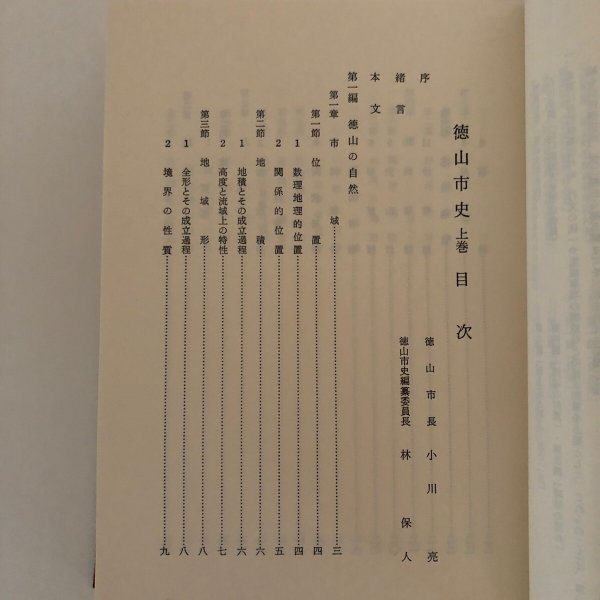 徳山市史 上巻 目次
序 徳山市長 小川亮
緒言 徳山市史編纂委員長 林保人
本文
第一編 徳山の自然
第一章 市域……三
第一節 位置……四
1 数理地理的位置……四
2 関係的位置……五
第二節 地積……六
1 地積とその成立過程……六
2 高度と流域上の特性……七
第三節 地域形……八
1 全形とその成立過程……八
2 境界の性質……九